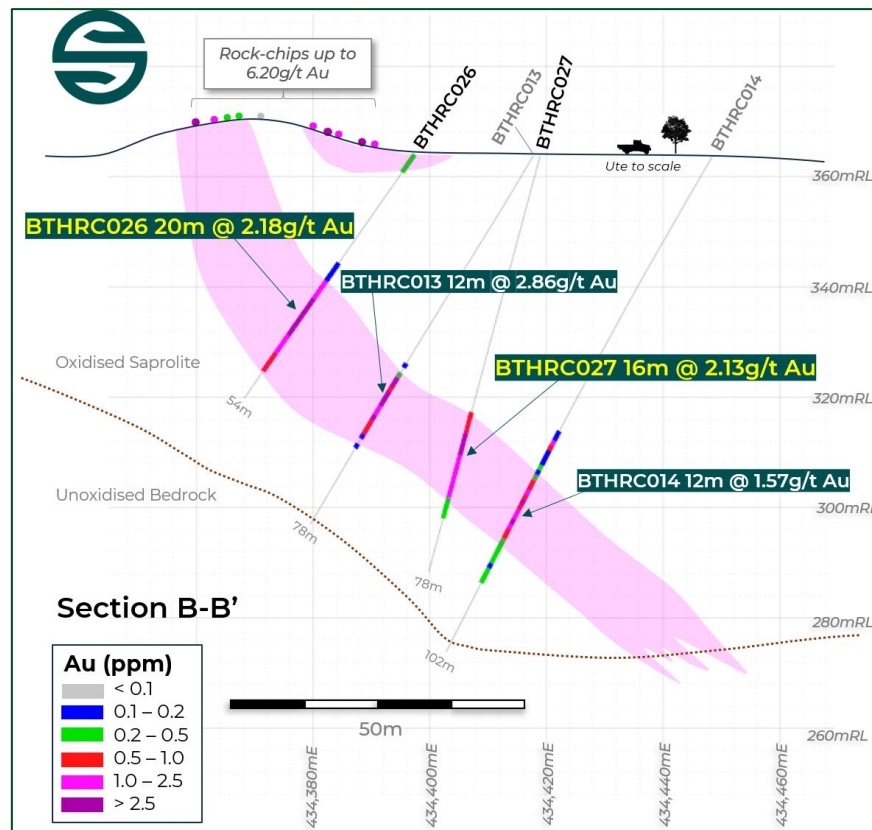 Rock-chips up to
6.20g/t Au
BTHRC026
BTHRC013
BTHRC027
BTHRC014
Ute to scale
360mRL
BTHRC026 20m @ 2.18g/t Au
BTHRC013 12m @ 2.86g/t Au
340mRL
Oxidised Saprolite
BTHRC027 16m @ 2.13g/t Au
320mRL
54m
BTHRC014 12m @ 1.57g/t Au
Unoxidised Bedrock
300mRL
78m
78m
Section B-B’
280mRL
102m
Au (ppm)
< 0.1
0.1 – 0.2
0.2 – 0.5
0.5 – 1.0
1.0 – 2.5
> 2.5
50m
260mRL
434,380mE
434,400mE
434,420mE
434,440mE
434,460mE